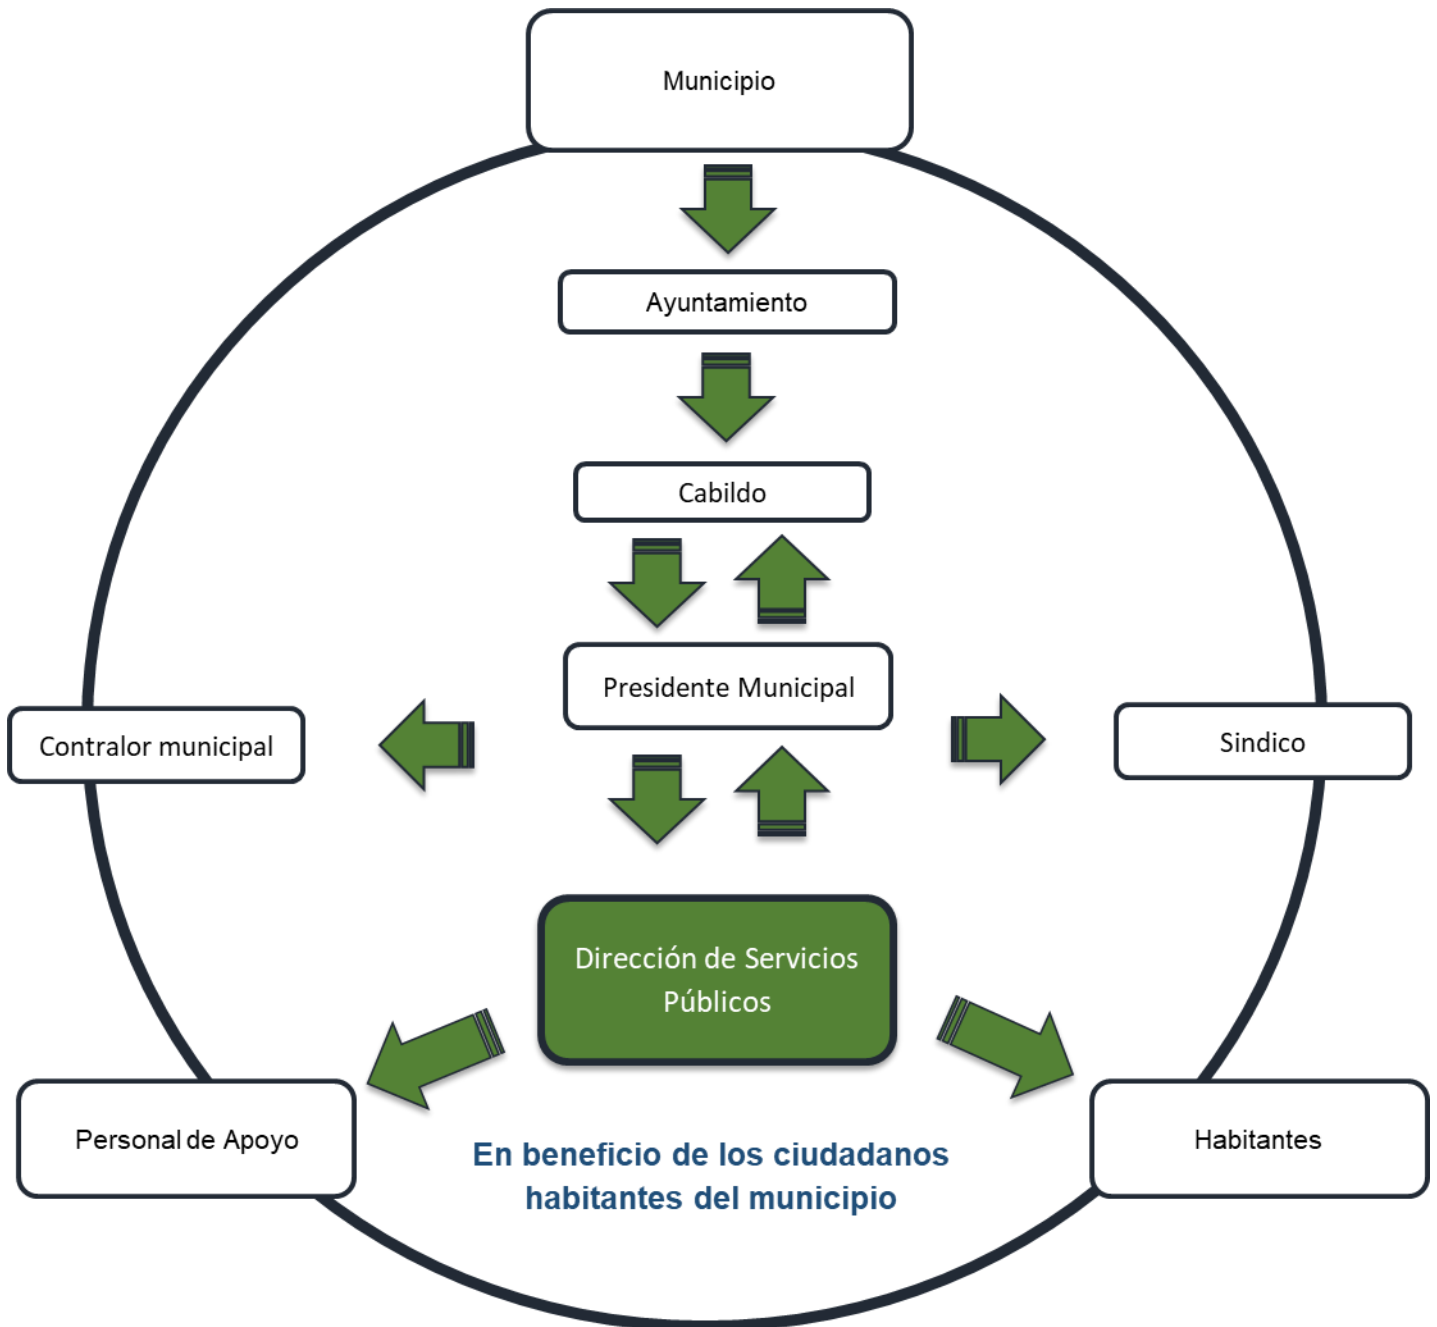 Municipio
Ayuntamiento
Cabildo
Presidente Municipal
Contralor municipal
Sindico
Dirección de Servicios
Públicos
Personal de Apoyo
Habitantes
En beneficio de los ciudadanos
habitantes del municipio